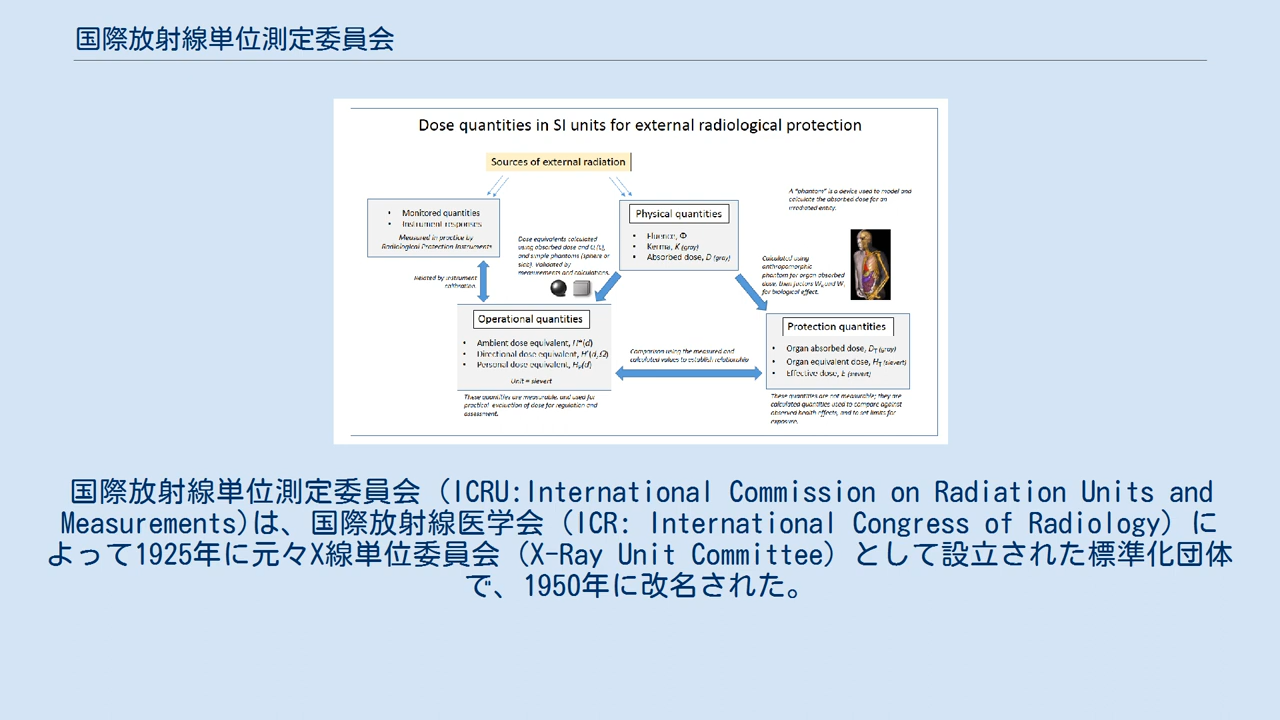 国際放射線単位測定委員会
Dose quantities in SI units for external radiological protection
Sources of external radiation
• Monitored quantities
• Instrument responses
Measured in practice by
Radiological Protection Instruments
Physical quantities
• Fluence, Φ
• Kerma, K (gray)
• Absorbed dose, D (gray)
A "phantom" is a device used to model and
calculate the absorbed dose for an
irradiated entity.
Dose equivalents calculated
using absorbed dose and Q(L),
and simple phantoms (sphere or
slab). Validated by
measurements and calculations.
Calculated using
anthropomorphic
phantom for organ absorbed
dose, then factors WR and WT
for biological effect.
Related by instrument
calibration.
Operational quantities
• Ambient dose equivalent, H*(d)
• Directional dose equivalent, H'(d,Ω)
• Personal dose equivalent, Hp(d)
Unit = sievert
Comparison using the measured and
calculated values to establish relationship
Protection quantities
• Organ absorbed dose, DT (gray)
• Organ equivalent dose, HT (sievert)
• Effective dose, E (sievert)
These quantities are measurable, and used for
practical evaluation of dose for regulation and
assessment.
These quantities are not measurable; they are
calculated quantities used to compare against
observed health effects, and to set limits for
exposure.
国際放射線単位測定委員会（ICRU:International Commission on Radiation Units and
Measurements)は、国際放射線医学会（ICR: International Congress of Radiology）に
よって1925年に元々X線単位委員会（X-Ray Unit Committee）として設立された標準化団体
で、1950年に改名された。